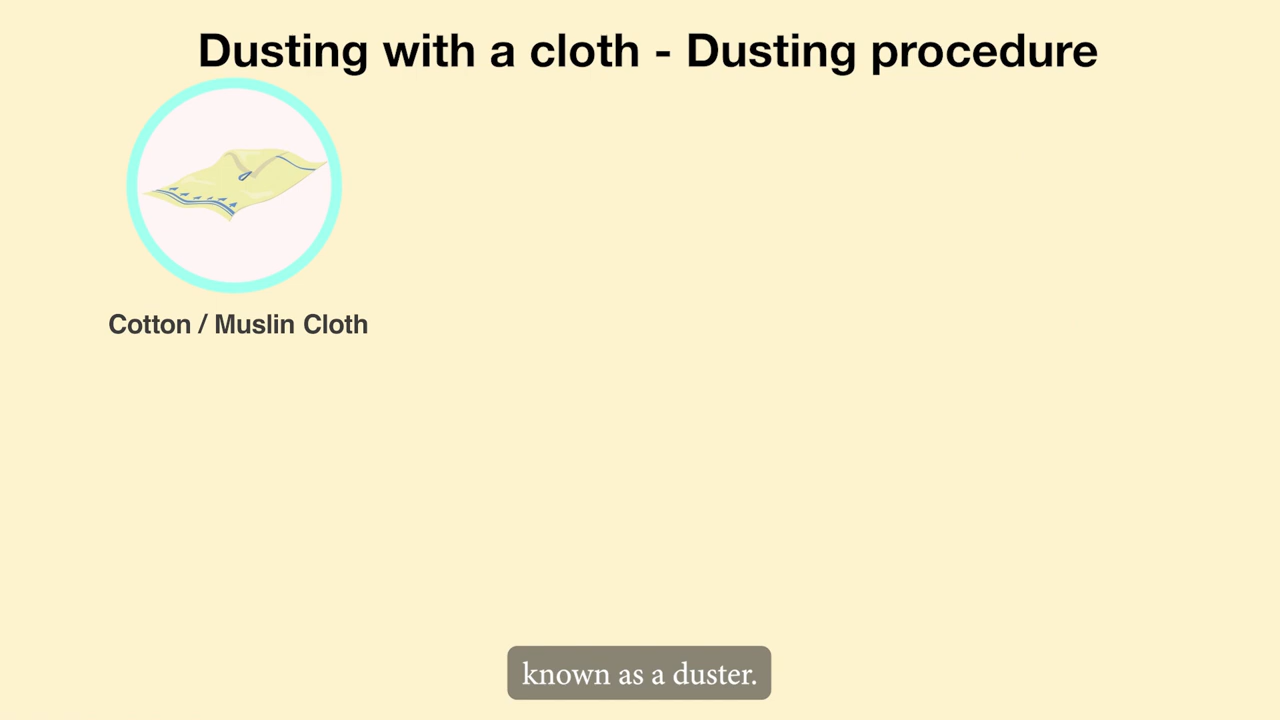 Dusting with a cloth - Dusting procedure
Cotton / Muslin Cloth
known as a duster.